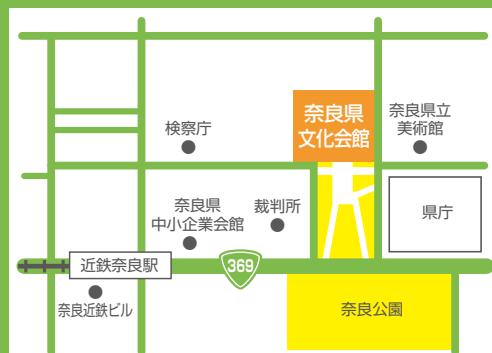 検察庁
奈良県
文化会館
奈良県立
美術館
奈良県
中小企業会館
裁判所
県庁
近鉄奈良駅
369
奈良近鉄ビル
奈良公園